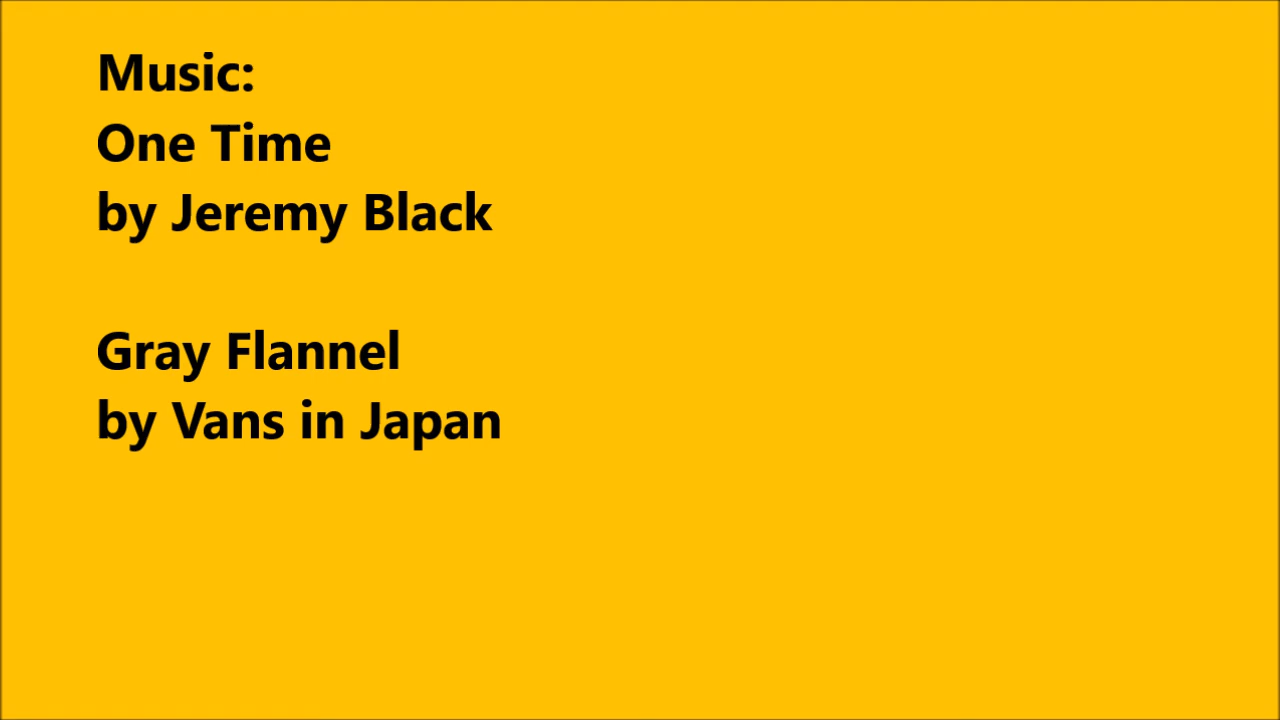 Music:
One Time
by Jeremy Black
Gray Flannel
by Vans in Japan